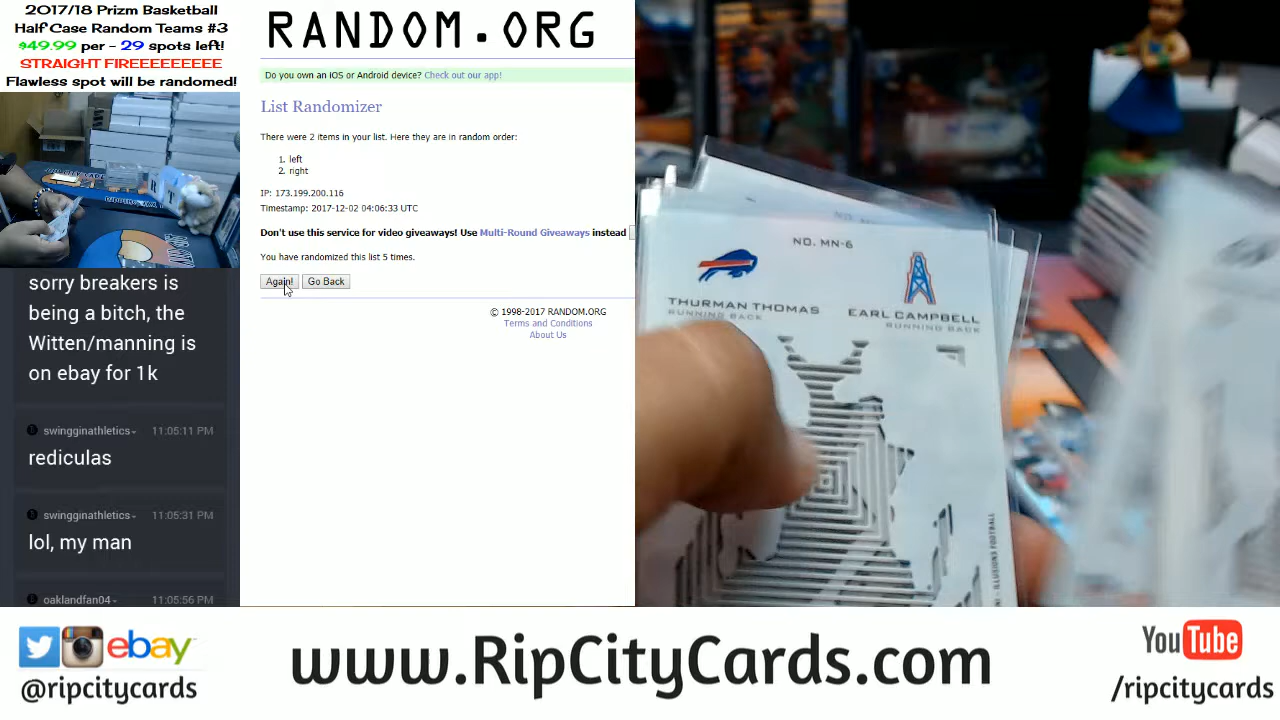 2017/18 Prizm Basketball
Half Case Random Teams #3
$49.99 per - 29 spots left!
STRAIGHT FIREEEEEEEEE
Flawless spot will be randomed!
sorry breakers is
being a bitch, the
Witten/manning is
on ebay for 1k
swingginathletics 11:05:11 PM
rediculas
swingginathletics 11:05:31 PM
lol, my man
oaklandfan04 11:05:56 PM
RANDOM.ORG
Do you own an iOS or Android device? Check out our app!
List Randomizer
There were 2 items in your list. Here they are in random order:
1. left
2. right
IP: 173.199.200.116
Timestamp: 2017-12-02 04:06:33 UTC
Don't use this service for video giveaways! Use Multi-Round Giveaways instead
You have randomized this list 5 times.
Again! Go Back
© 1998-2017 RANDOM.ORG
Terms and Conditions
About Us
NO. MN-6
THURMAN THOMAS
RUNNING BACK
EARL CAMPBELL
RUNNING BACK
ILLUSIONS FOOTBALL
ebay
@ripcitycards
www.RipCityCards.com
YouTube
/ripcitycards